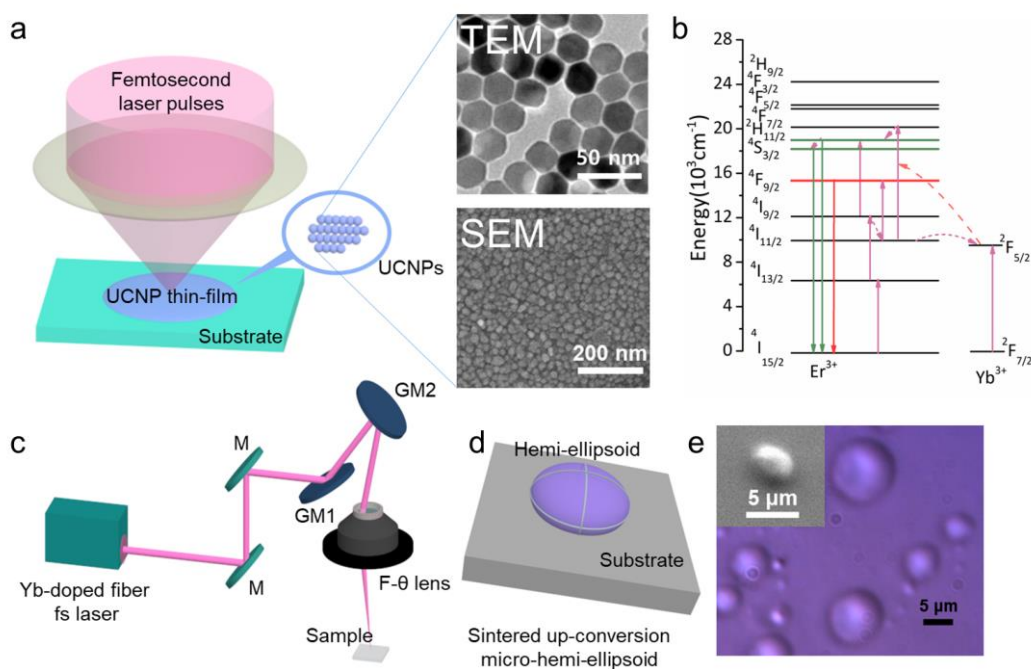 a
Femtosecond
laser pulses
UCNP thin-film
Substrate
UCNPs
TEM
50 nm
SEM
200 nm
b
Energy(10³cm⁻¹)
28
24
20
16
12
8
4
0
²H₉/₂
⁴F₃/₂
⁴F₅/₂
⁴F₇/₂
²H₁₁/₂
⁴S₃/₂
⁴F₉/₂
⁴I₉/₂
⁴I₁₁/₂
⁴I₁₃/₂
⁴I₁₅/₂
²F₅/₂
²F₇/₂
Er³⁺
Yb³⁺
c
GM2
M
GM1
M
Yb-doped fiber
fs laser
F-θ lens
Sample
d
Hemi-ellipsoid
Substrate
Sintered up-conversion
micro-hemi-ellipsoid
e
5 μm
5 μm